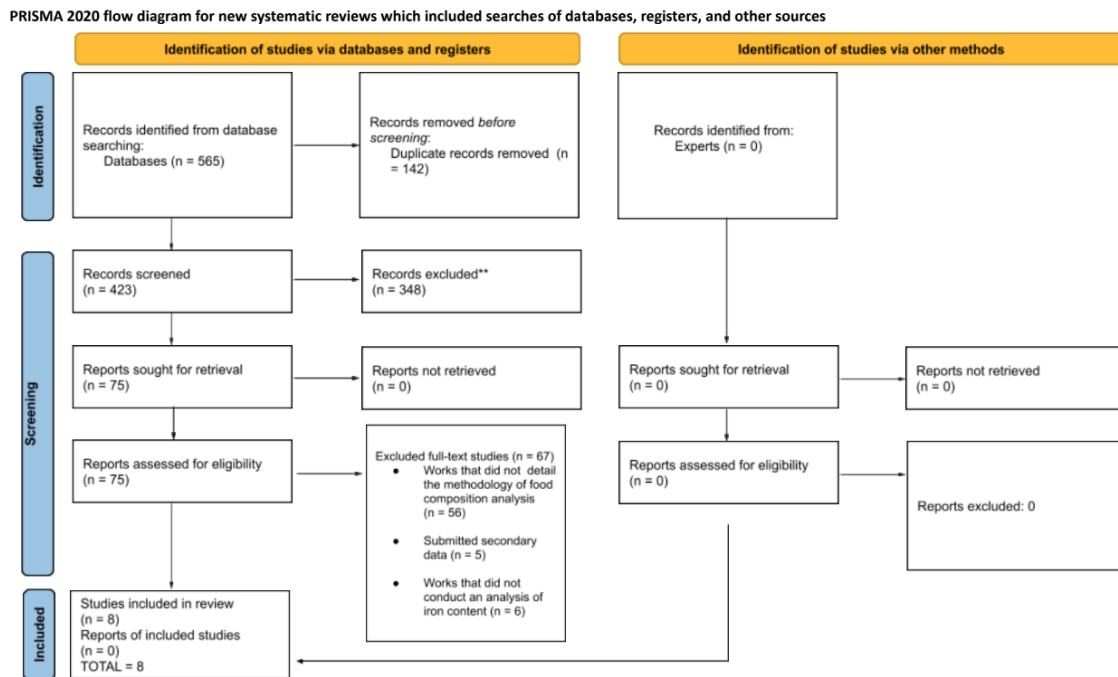 PRISMA 2020 flow diagram for new systematic reviews which included searches of databases, registers, and other sources
Identification of studies via databases and registers
Identification of studies via other methods
Identification
Records identified from database
searching:
Databases (n = 565)
Records removed before
screening:
Duplicate records removed (n
= 142)
Records identified from:
Experts (n = 0)
Screening
Records screened
(n = 423)
Records excluded**
(n = 348)
Reports sought for retrieval
(n = 75)
Reports not retrieved
(n = 0)
Reports sought for retrieval
(n = 0)
Reports not retrieved
(n = 0)
Reports assessed for eligibility
(n = 75)
Excluded full-text studies (n = 67)
• Works that did not detail
the methodology of food
composition analysis
(n = 56)
• Submitted secondary
data (n = 5)
• Works that did not
conduct an analysis of
iron content (n = 6)
Reports assessed for eligibility
(n = 0)
Reports excluded: 0
Included
Studies included in review
(n = 8)
Reports of included studies
(n = 0)
TOTAL = 8